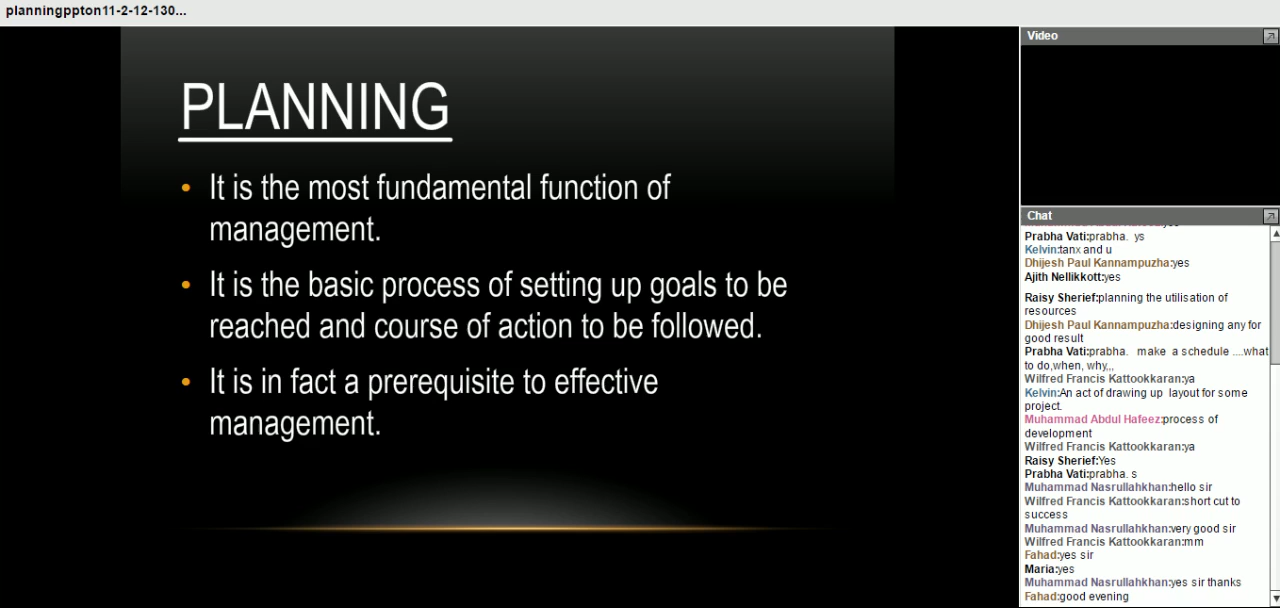 planningppton11-2-12-130...
PLANNING
• It is the most fundamental function of
management.
• It is the basic process of setting up goals to be
reached and course of action to be followed.
• It is in fact a prerequisite to effective
management.
Video
Chat
Prabha Vati:prabha. ys
Kelvin:tanx and u
Dhijesh Paul Kannampuzha:yes
Ajith Nellikkott:yes
Raisy Sherief:planning the utilisation of
resources
Dhijesh Paul Kannampuzha:designing any for
good result
Prabha Vati:prabha. make a schedule ....what
to do,when, why,,,
Wilfred Francis Kattookkaran:ya
Kelvin:An act of drawing up layout for some
project.
Muhammad Abdul Hafeez:process of
development
Wilfred Francis Kattookkaran:ya
Raisy Sherief:Yes
Prabha Vati:prabha. s
Muhammad Nasrullahkhan:hello sir
Wilfred Francis Kattookkaran:short cut to
success
Muhammad Nasrullahkhan:very good sir
Wilfred Francis Kattookkaran:mm
Fahad:yes sir
Maria:yes
Muhammad Nasrullahkhan:yes sir thanks
Fahad:good evening